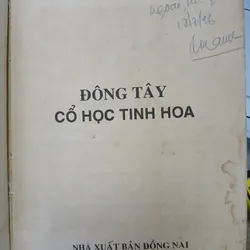 ĐÔNG TÂY
CỔ HỌC TINH HOA
NHÀ XUẤT BẢN ĐỒNG NAI